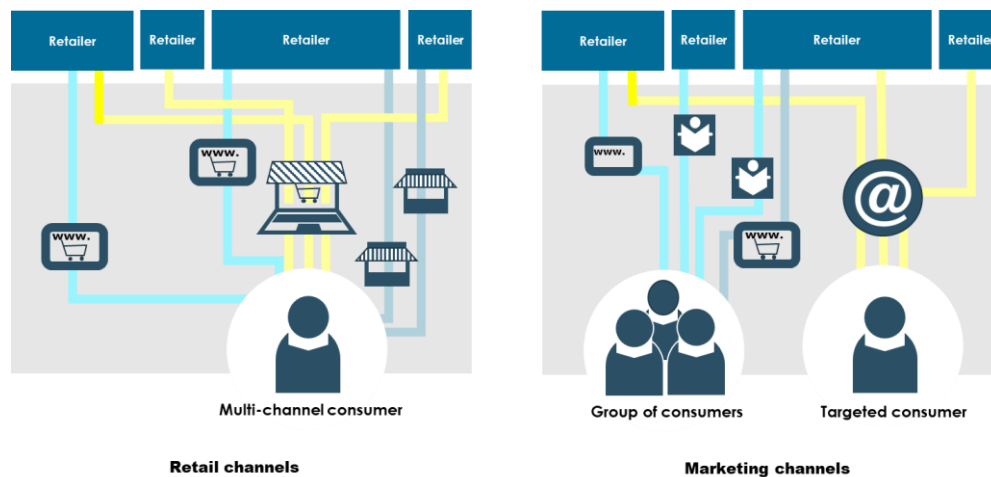 Retailer
Retailer
Retailer
Retailer
Retailer
Retailer
Retailer
Retailer
www.
www.
www.
www.
Multi-channel consumer
Group of consumers
Targeted consumer
Retail channels
Marketing channels